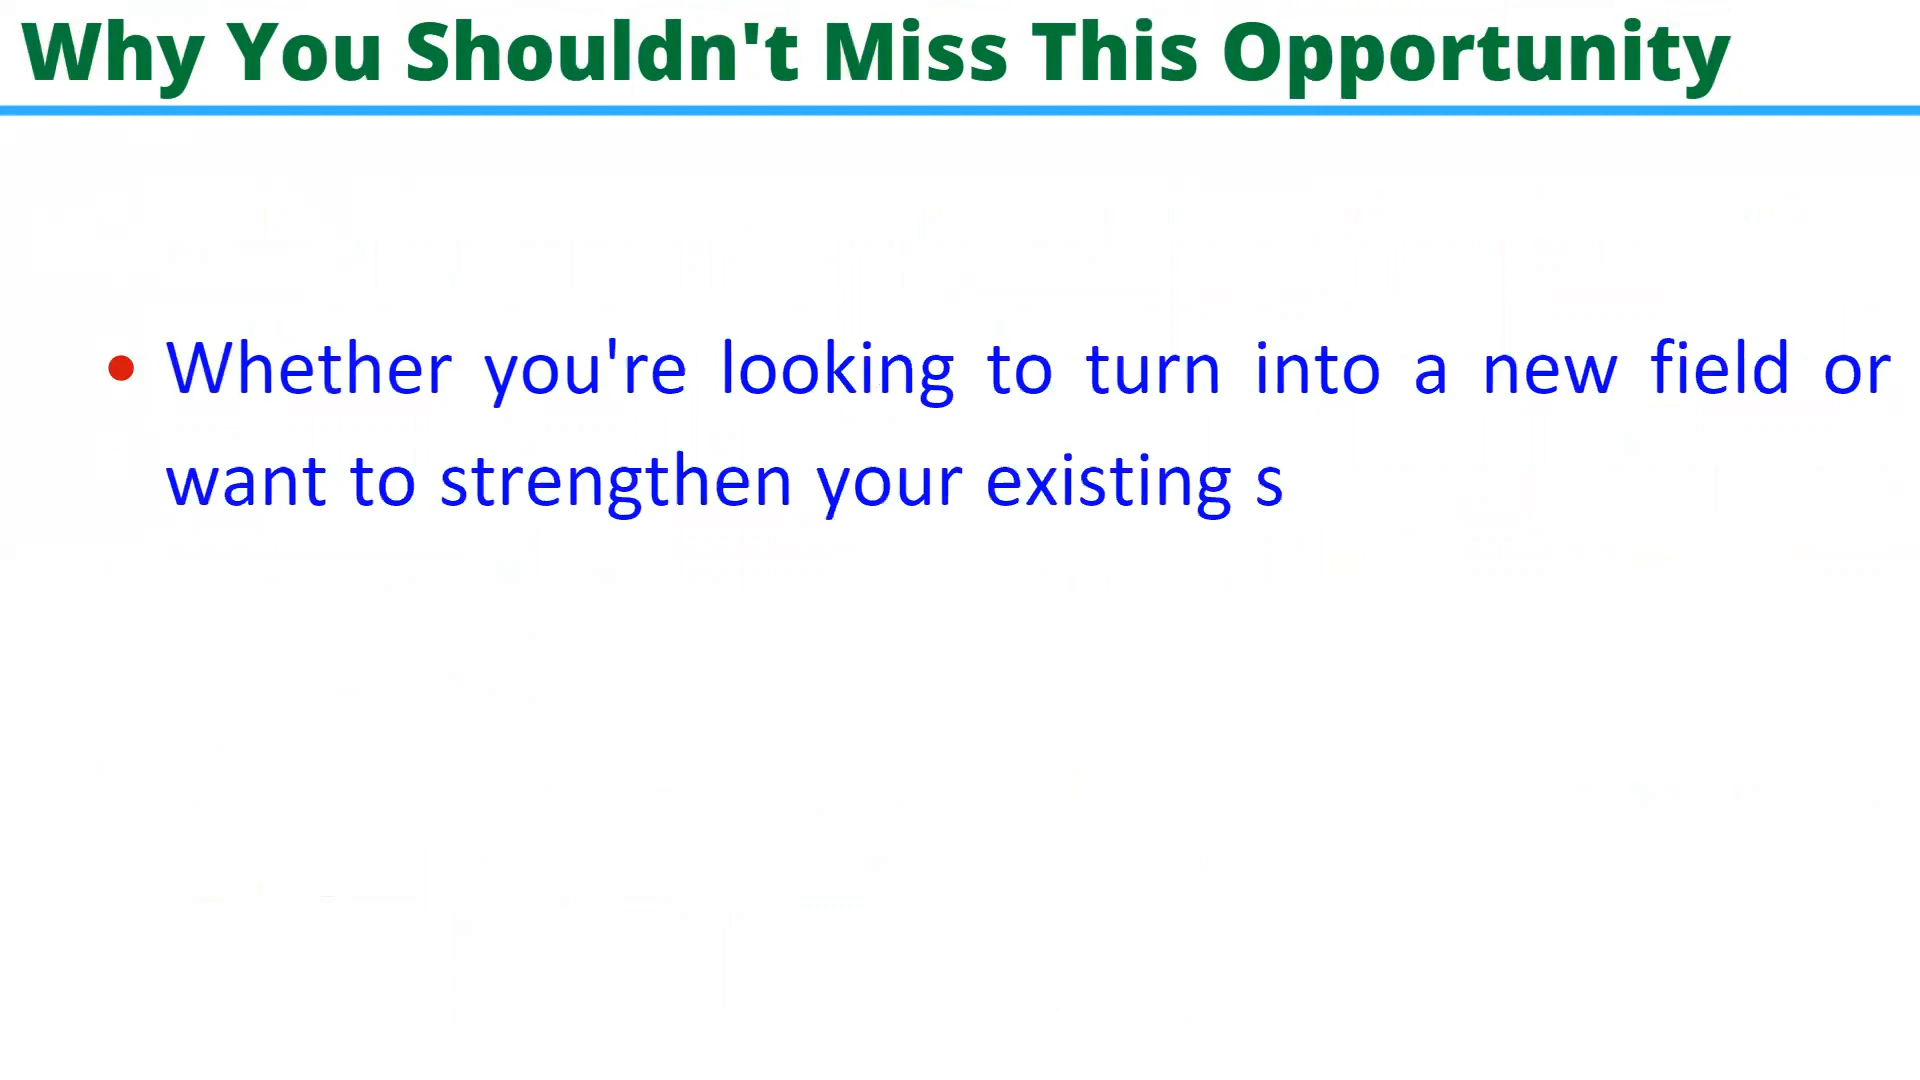 Why You Shouldn't Miss This Opportunity
• Whether you're looking to turn into a new field or
want to strengthen your existing s